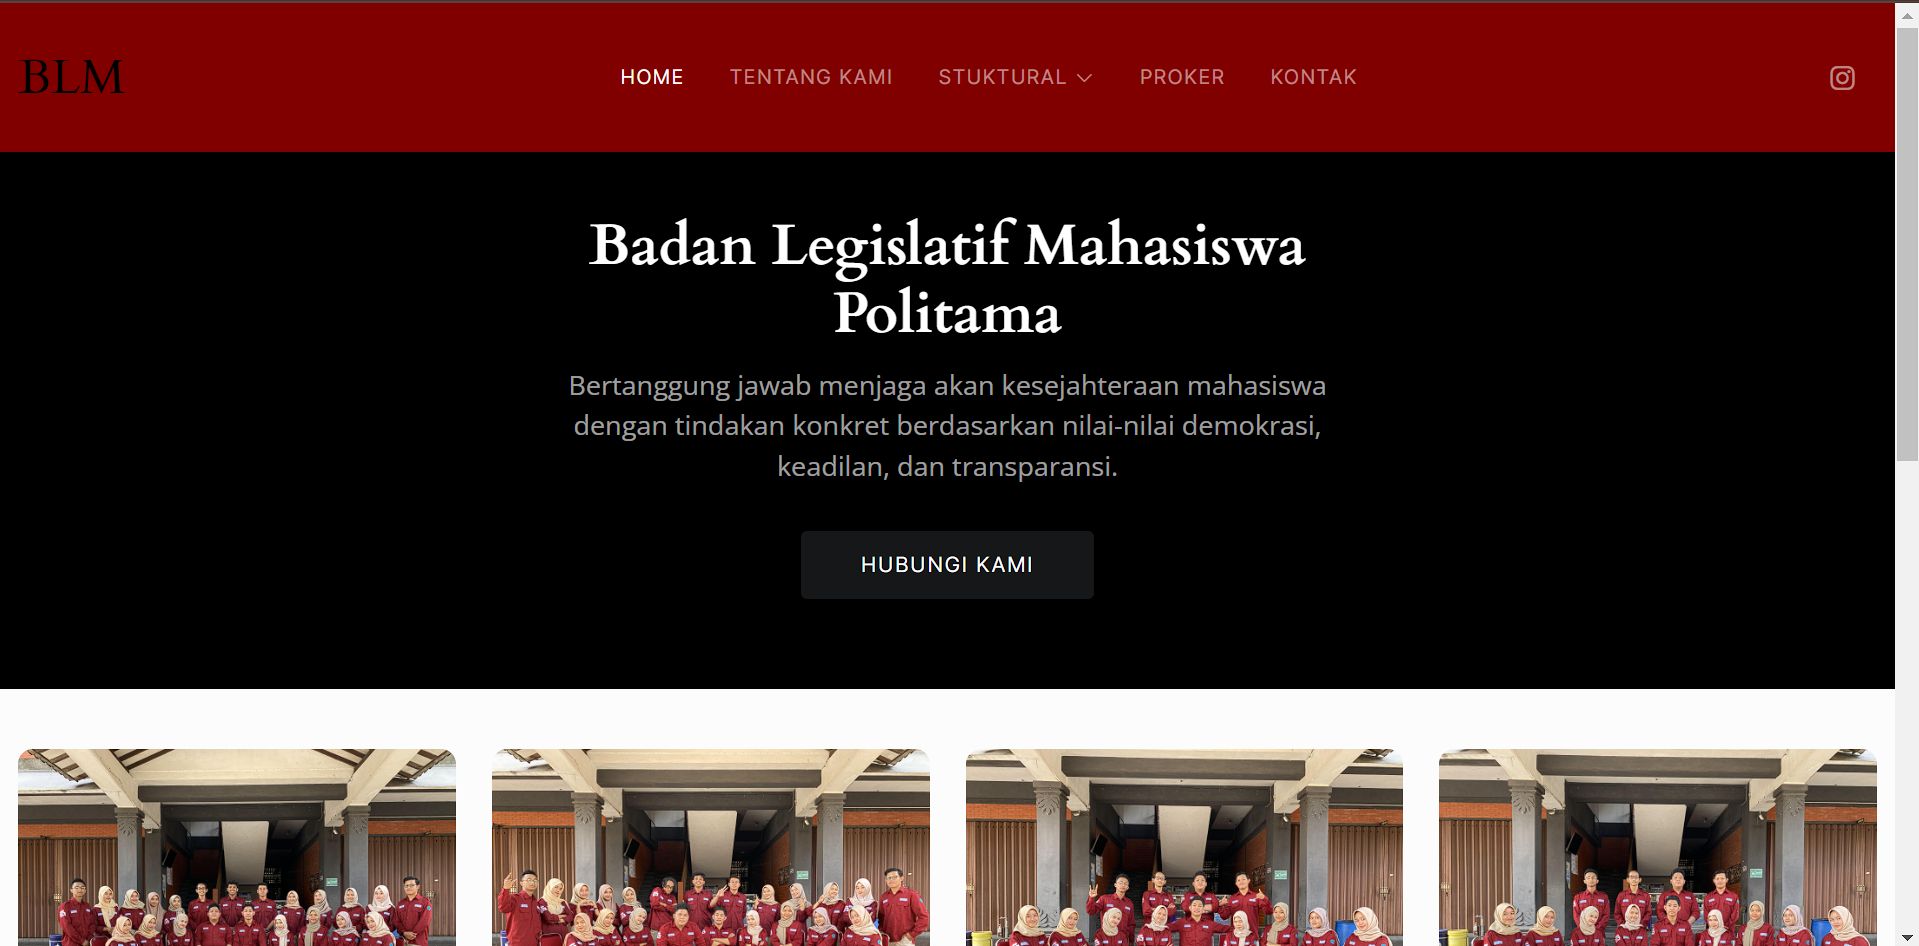 BLM
HOME
TENTANG KAMI
STUKTURAL
PROKER
KONTAK
Badan Legislatif Mahasiswa
Politama
Bertanggung jawab menjaga akan kesejahteraan mahasiswa
dengan tindakan konkret berdasarkan nilai-nilai demokrasi,
keadilan, dan transparansi.
HUBUNGI KAMI